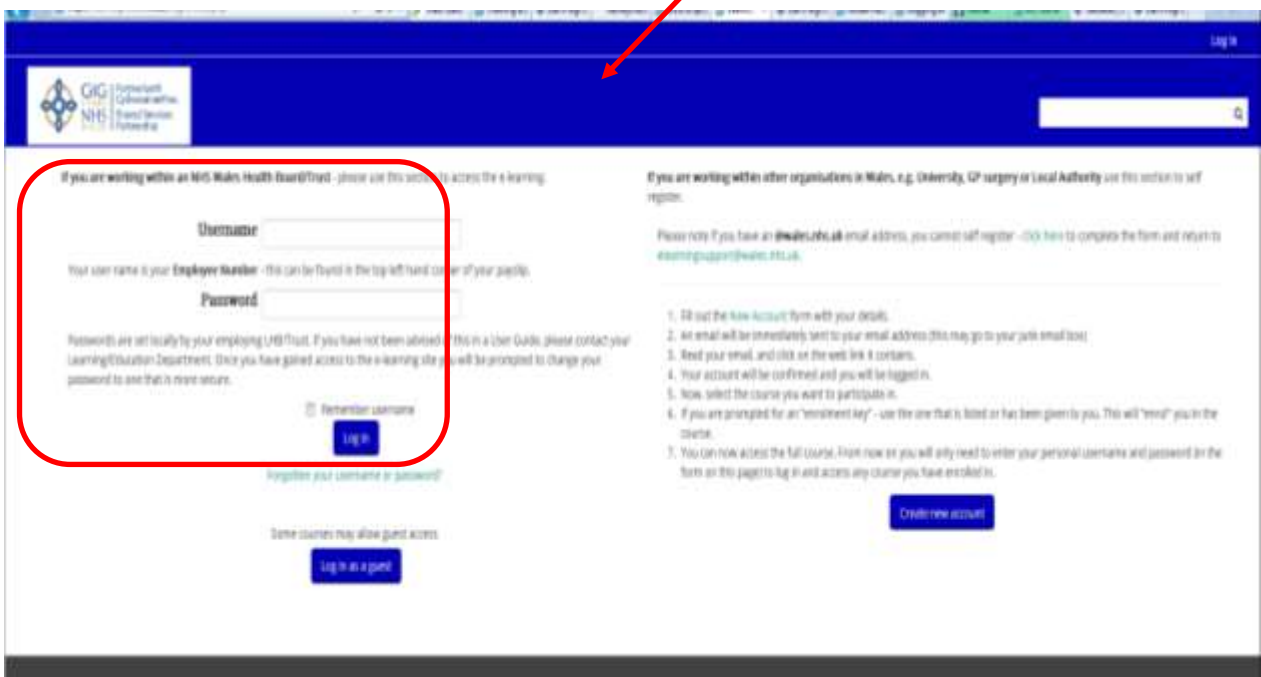 Log in
GIG
NHS
Partnership
If you are working within an NHS Wales Health Board/Trust - please use this section to access the e-learning.
Username
Your user name is your Employee Number - this can be found in the top left hand corner of your payslip.
Password
Passwords are set locally by your employing LHB/Trust. If you have not been advised of this in a User Guide, please contact your
Learning/Education Department. Once you have gained access to the e-learning site you will be prompted to change your
password to one that is more secure.
Remember username
Log in
Forgotten your username or password?
Some courses may allow guest access
Log in as a guest
If you are working within other organisations in Wales, e.g. University, GP surgery or Local Authority use this section to self
register.
Please note if you have an @wales.nhs.uk email address, you cannot self register - click here to complete the form and return to
elearningsupport@wales.nhs.uk.
1. Fill out the New Account form with your details.
2. An email will be immediately sent to your email address (this may go to your junk email box)
3. Read your email, and click on the web link it contains.
4. Your account will be confirmed and you will be logged in.
5. Now, select the course you want to participate in.
6. If you are prompted for an "enrolment key" - use the one that is listed or has been given to you. This will "enrol" you in the
course.
7. You can now access the full course. From now on you will only need to enter your personal username and password (in the
form on this page) to log in and access any course you have enrolled in.
Create new account